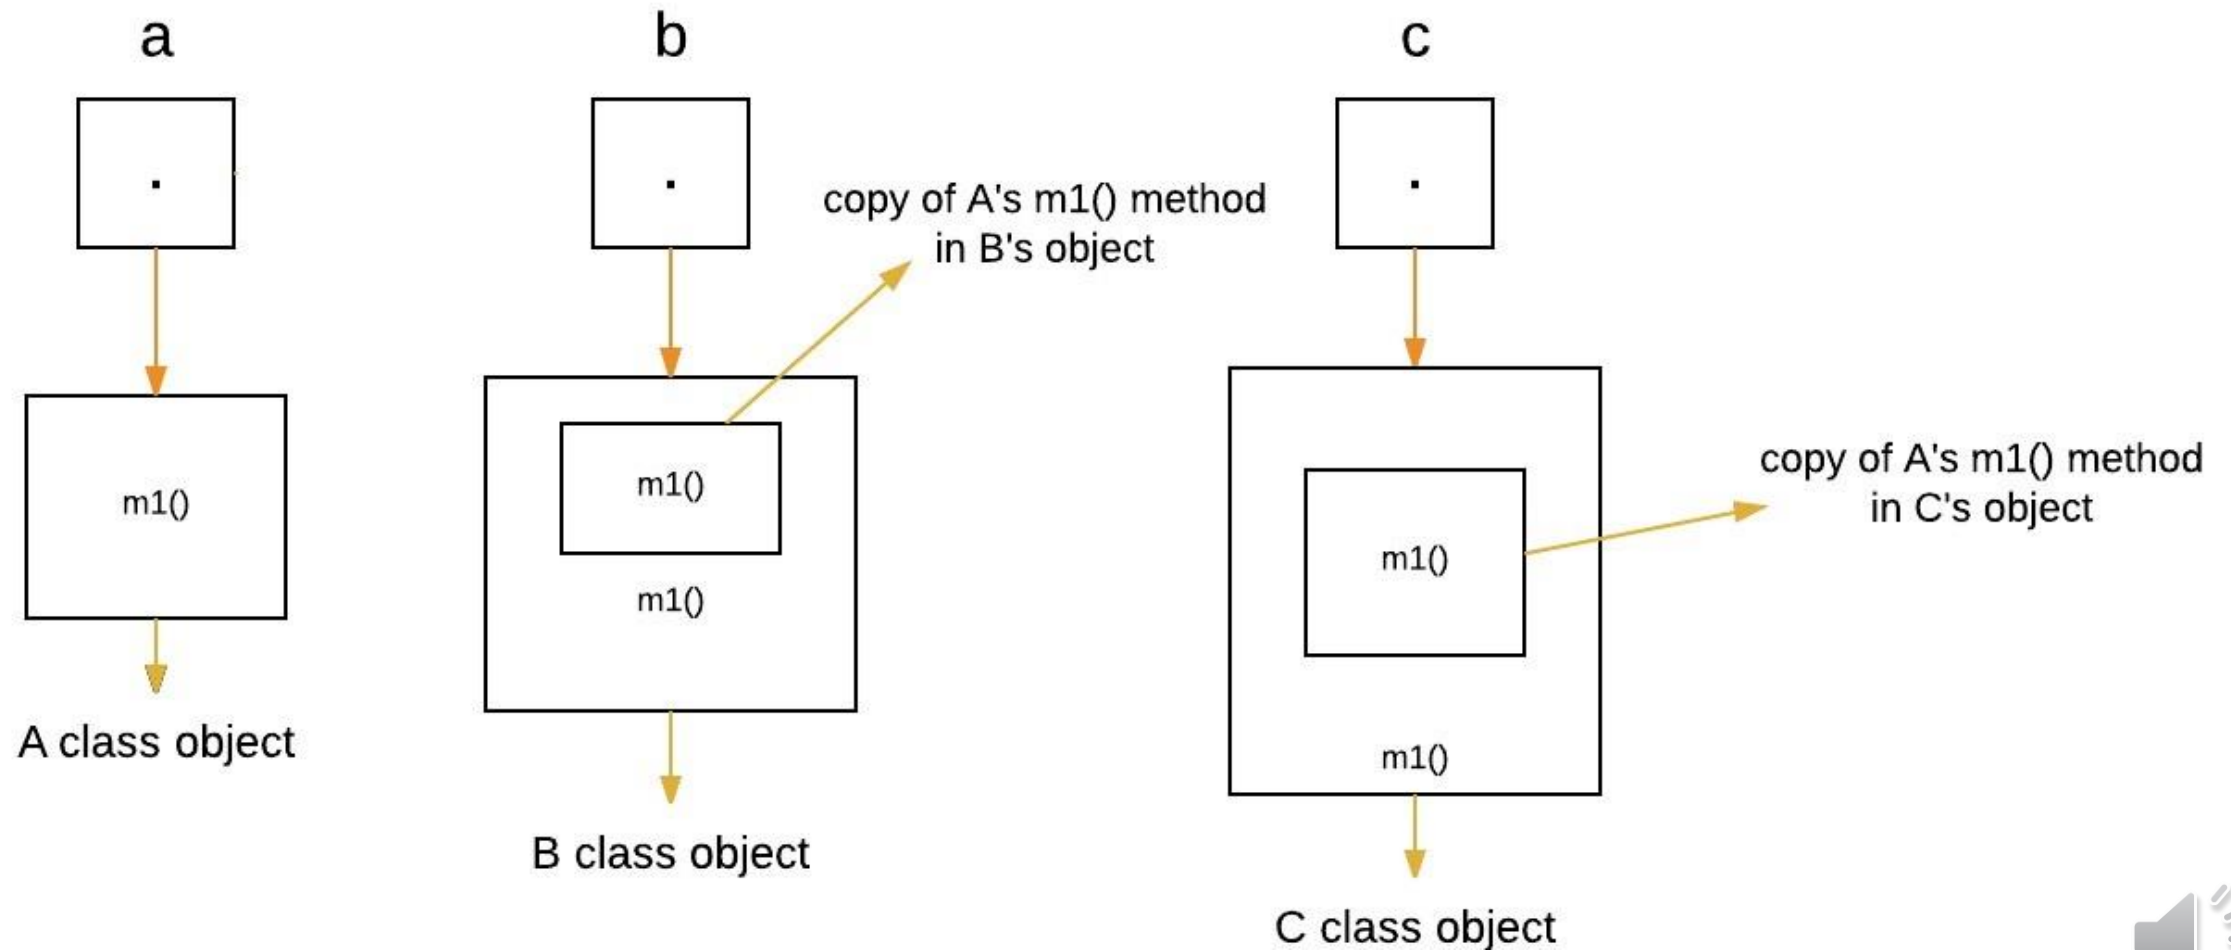 a
b
c
copy of A's m1() method
in B's object
m1()
m1()
m1()
copy of A's m1() method
in C's object
m1()
m1()
A class object
B class object
C class object